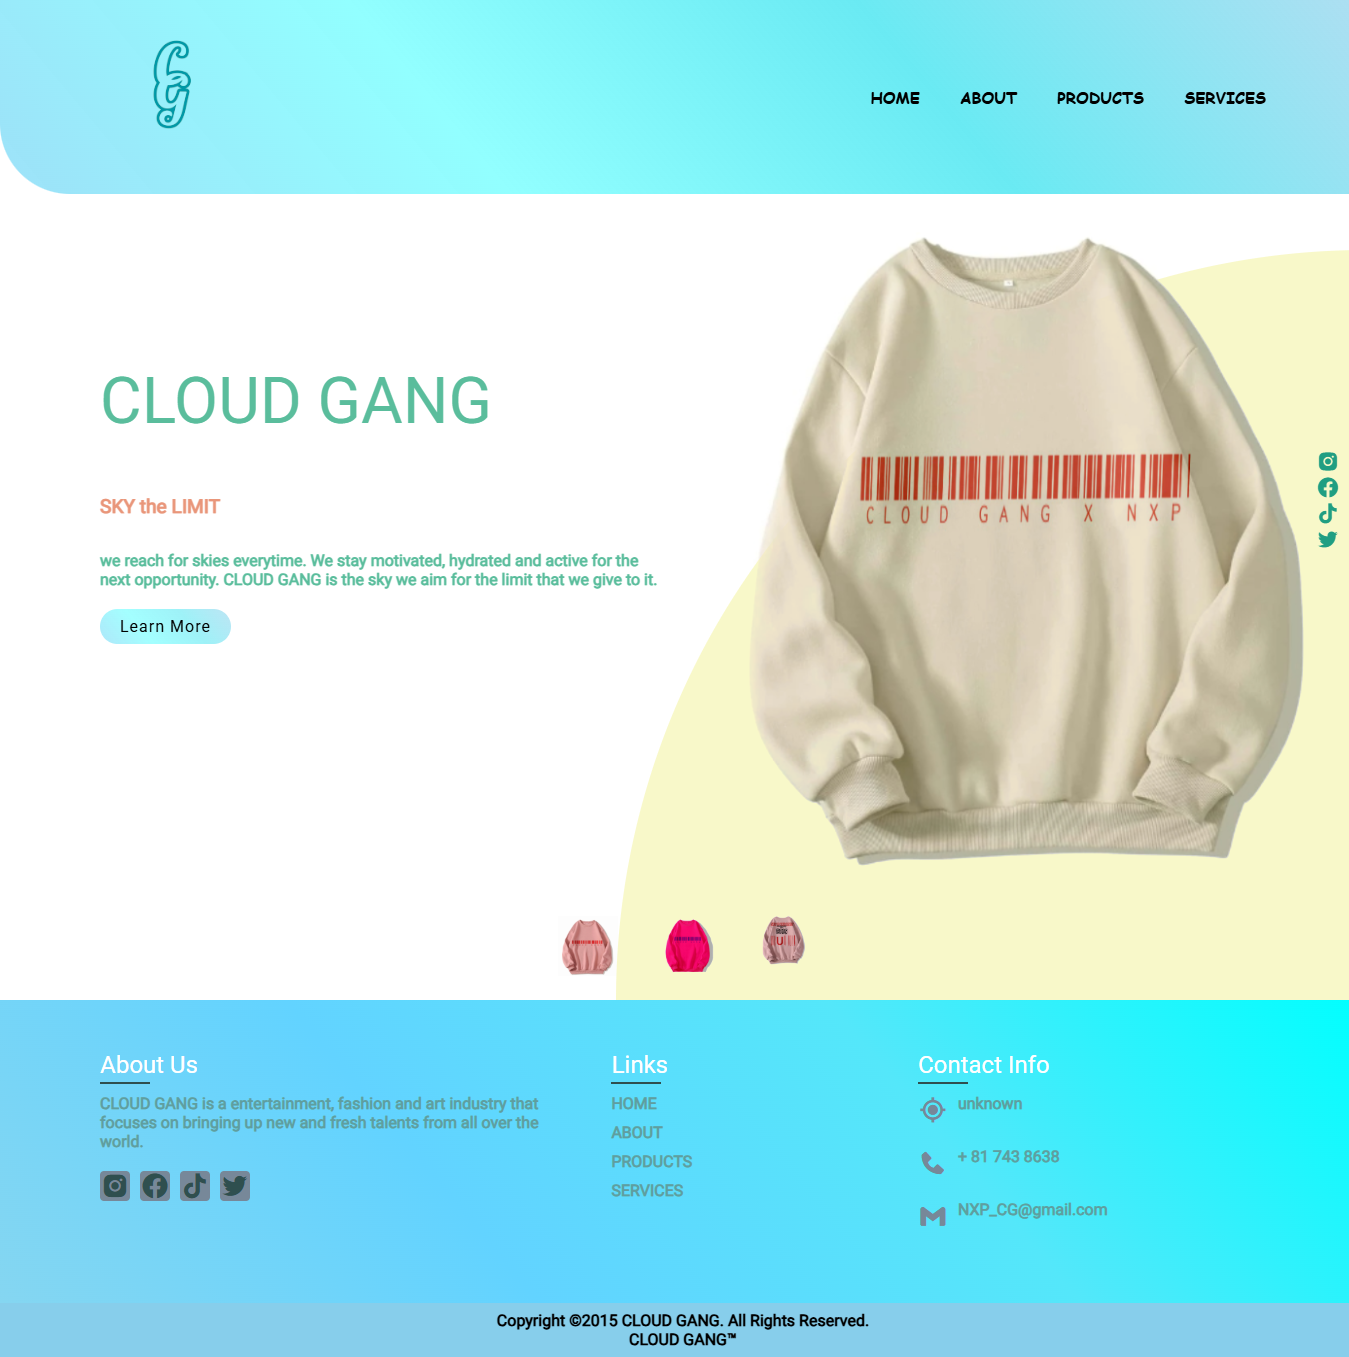 HOME ABOUT PRODUCTS SERVICES
CLOUD GANG
SKY the LIMIT
we reach for skies everytime. We stay motivated, hydrated and active for the
next opportunity. CLOUD GANG is the sky we aim for the limit that we give to it.
Learn More
CLOUD GANG X NXP
About Us
CLOUD GANG is a entertainment, fashion and art industry that
focuses on bringing up new and fresh talents from all over the
world.
Links
HOME
ABOUT
PRODUCTS
SERVICES
Contact Info
unknown
+ 81 743 8638
NXP_CG@gmail.com
Copyright ©2015 CLOUD GANG. All Rights Reserved.
CLOUD GANG™